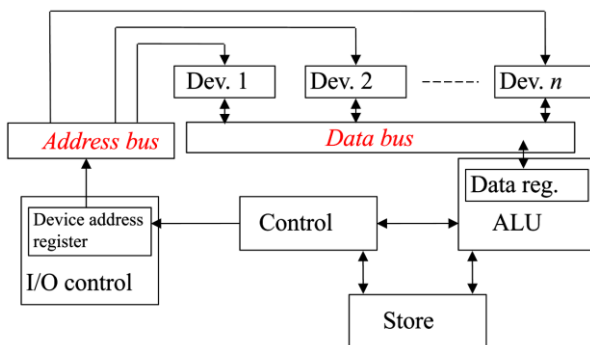 Dev. 1
Dev. 2
Dev. n
Address bus
Data bus
Data reg.
ALU
Device address
register
I/O control
Control
Store